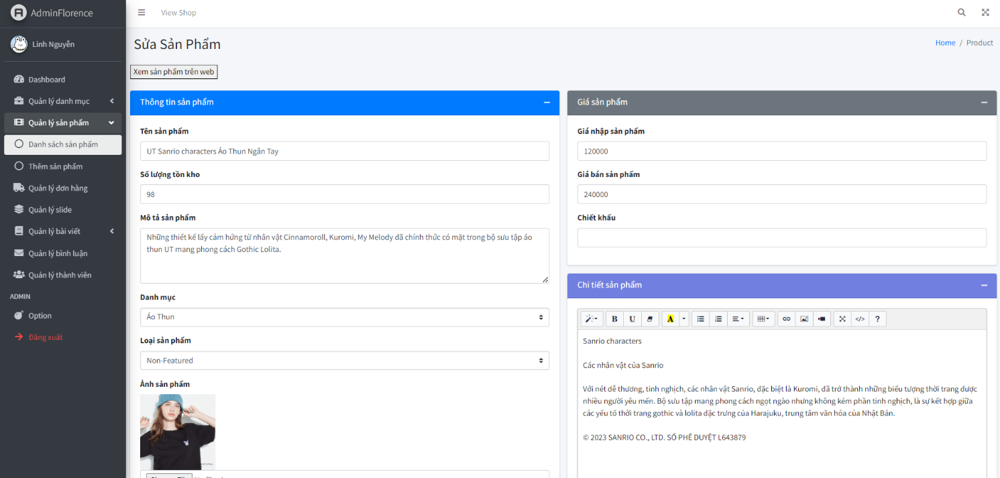 AdminFlorence
View Shop
Linh Nguyễn
Sửa Sản Phẩm
Home / Product
Xem sản phẩm trên web
Dashboard
Quản lý danh mục
Quản lý sản phẩm
Danh sách sản phẩm
Thêm sản phẩm
Quản lý đơn hàng
Quản lý slide
Quản lý bài viết
Quản lý bình luận
Quản lý thành viên
ADMIN
Option
Đăng xuất
Thông tin sản phẩm
Tên sản phẩm
UT Sanrio characters Áo Thun Ngắn Tay
Số lượng tồn kho
98
Mô tả sản phẩm
Những thiết kế lấy cảm hứng từ nhân vật Cinnamoroll, Kuromi, My Melody đã chính thức có mặt trong bộ sưu tập áo
thun UT mang phong cách Gothic Lolita.
Danh mục
Áo Thun
Loại sản phẩm
Non-Featured
Ảnh sản phẩm
Giá sản phẩm
Giá nhập sản phẩm
120000
Giá bán sản phẩm
240000
Chiết khấu
Chi tiết sản phẩm
B U A </> ?
Sanrio characters
Các nhân vật của Sanrio
Với nét dễ thương, tinh nghịch, các nhân vật Sanrio, đặc biệt là Kuromi, đã trở thành những biểu tượng thời trang được
nhiều người yêu mến. Bộ sưu tập mang phong cách ngọt ngào nhưng không kém phần tinh nghịch, là sự kết hợp giữa
các yếu tố thời trang gothic và lolita đặc trưng của Harajuku, trung tâm văn hóa của Nhật Bản.
© 2023 SANRIO CO., LTD. SỐ PHÊ DUYỆT L643879